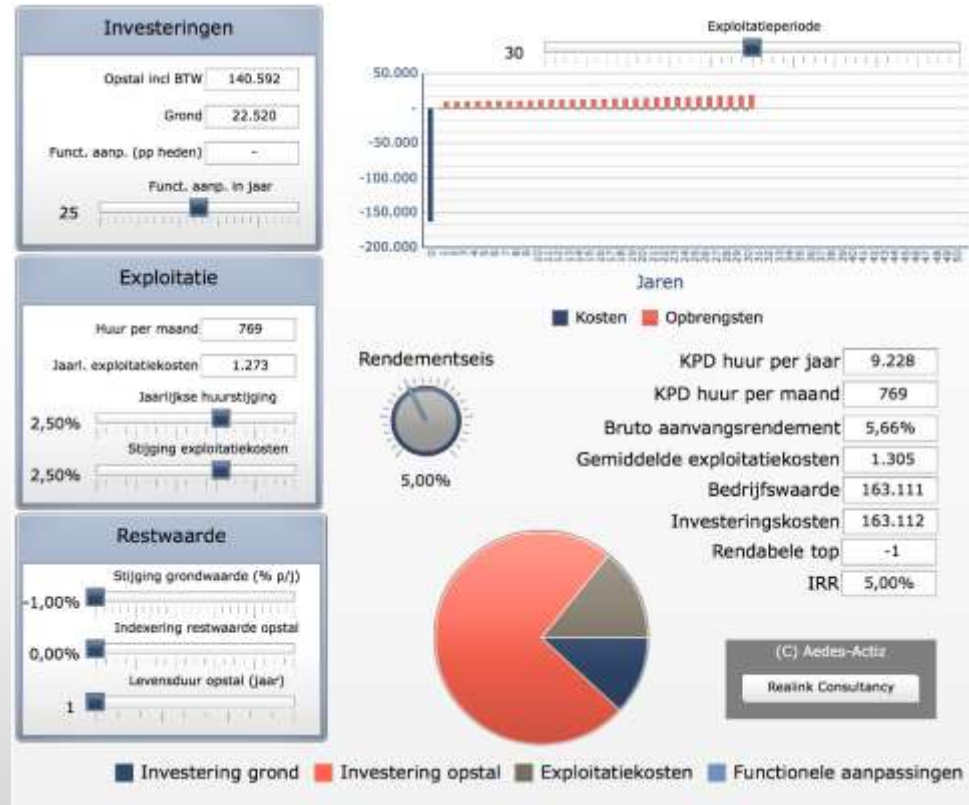 Investeringen
Opstal incl BTW 140.592
Grond 22.520
Funct. aanp. (pp heden) -
Funct. aanp. in jaar
25
Exploitatie
Huur per maand 769
Jaarl. exploitatiekosten 1.273
Jaarlijkse huurstijging
2,50%
Stijging exploitatiekosten
2,50%
Restwaarde
Stijging grondwaarde (% p/j)
-1,00%
Indexering restwaarde opstal
0,00%
Levensduur opstal (jaar)
1
Exploitatieperiode
30
50.000
-
-50.000
-100.000
-150.000
-200.000
Jaren
Kosten Opbrengsten
Rendementseis
5,00%
KPD huur per jaar 9.228
KPD huur per maand 769
Bruto aanvangsrendement 5,66%
Gemiddelde exploitatiekosten 1.305
Bedrijfswaarde 163.111
Investeringskosten 163.112
Rendabele top -1
IRR 5,00%
(C) Aedes-Actiz
Realink Consultancy
Investering grond Investering opstal Exploitatiekosten Functionele aanpassingen